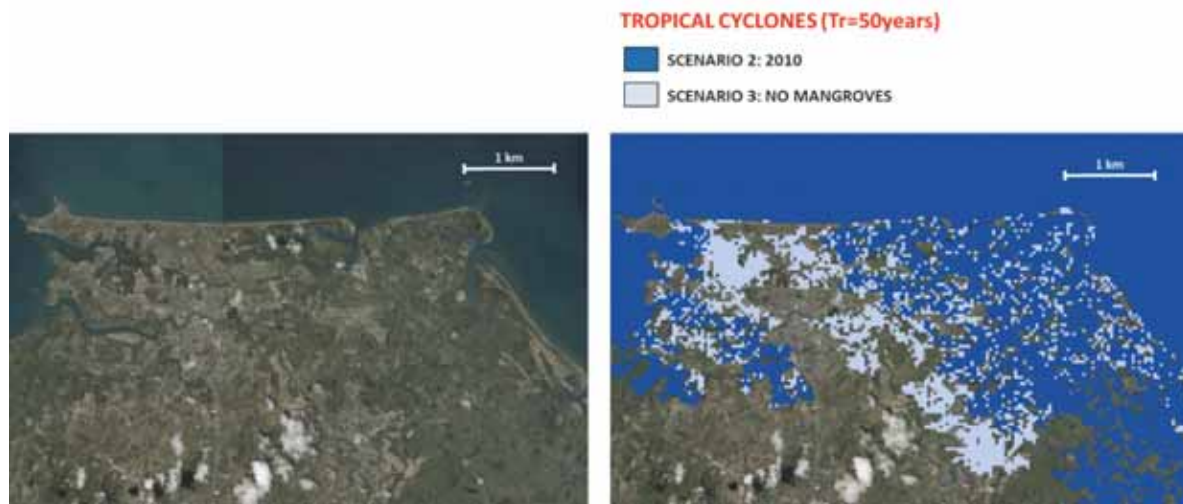 TROPICAL CYCLONES (Tr=50years)
SCENARIO 2: 2010
SCENARIO 3: NO MANGROVES
1 km
1 km